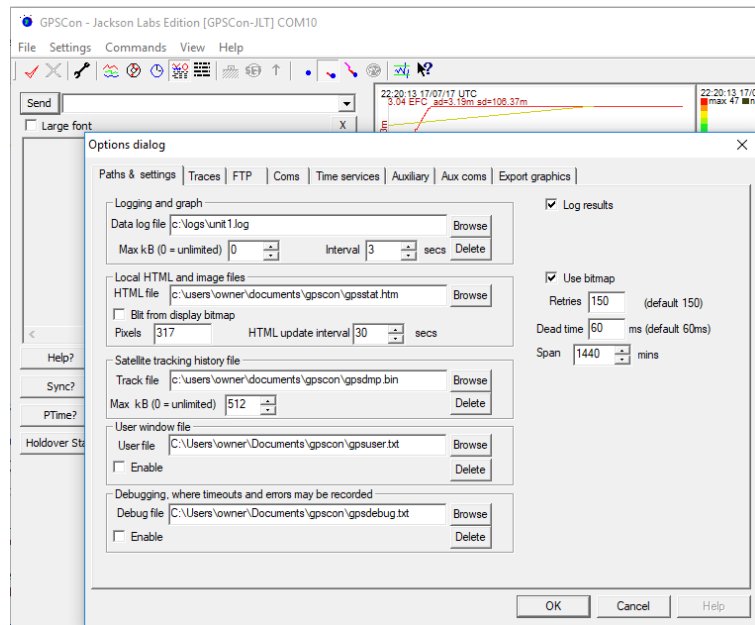 GPSCon - Jackson Labs Edition [GPSCon-JLT] COM10
File Settings Commands View Help
Send
Large font X
22:20:13 17/07/17 UTC
3.04 EFC ad=3.19m sd=106.37m
22:20:13 17/0
max 47
Options dialog
Paths & settings Traces FTP Coms Time services Auxiliary Aux coms Export graphics
Logging and graph
Data log file c:\logs\unit1.log Browse
Max kB (0 = unlimited) 0 Interval 3 secs Delete
Log results
Local HTML and image files
HTML file c:\users\owner\documents\gpscon\gpsstat.htm Browse
Blit from display bitmap
Pixels 317 HTML update interval 30 secs
Use bitmap
Retries 150 (default 150)
Dead time 60 ms (default 60ms)
Span 1440 mins
Satellite tracking history file
Track file c:\users\owner\documents\gpscon\gpsdmp.bin Browse
Max kB (0 = unlimited) 512 Delete
User window file
User file C:\Users\owner\Documents\gpscon\gpsuser.txt Browse
Enable Delete
Debugging, where timeouts and errors may be recorded
Debug file C:\Users\owner\Documents\gpscon\gpsdebug.txt Browse
Enable Delete
Help?
Sync?
PTime?
Holdover Sta
OK Cancel Help